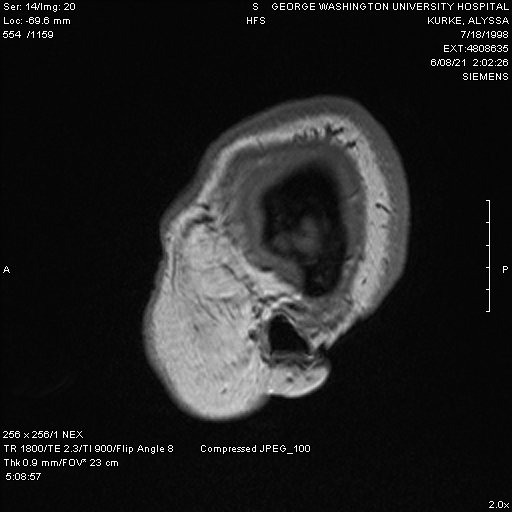 Ser: 14/Img: 20
Loc: -69.6 mm
554 /1159
S
HFS
GEORGE WASHINGTON UNIVERSITY HOSPITAL
KURKE, ALYSSA
7/18/1998
EXT:4808635
6/08/21 2:02:26
SIEMENS
A
P
256 x 256/1 NEX
TR 1800/TE 2.3/TI 900/Flip Angle 8
Compressed JPEG_100
Thk 0.9 mm/FOV* 23 cm
5:08:57
2.0x